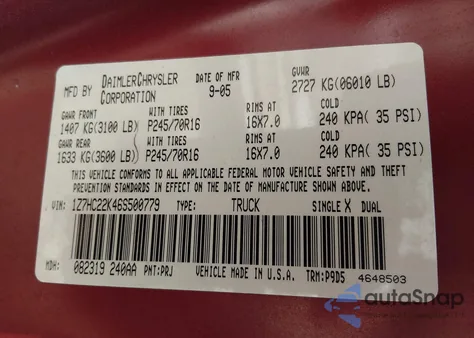 MFD BY DAIMLERCHRYSLER CORPORATION DATE OF MFR 9-05 GVWR 2727 KG(06010 LB)
GAWR FRONT WITH TIRES RIMS AT COLD
1407 KG(3100 LB) P245/70R16 16X7.0 240 KPA( 35 PSI)
GAWR REAR WITH TIRES RIMS AT COLD
1633 KG(3600 LB) P245/70R16 16X7.0 240 KPA( 35 PSI)
THIS VEHICLE CONFORMS TO ALL APPLICABLE FEDERAL MOTOR VEHICLE SAFETY AND THEFT
PREVENTION STANDARDS IN EFFECT ON THE DATE OF MANUFACTURE SHOWN ABOVE.
VIN: 1Z7HC22K46S500779 TYPE: TRUCK SINGLE X DUAL
MDH: 082319 240AA PNT:PRJ VEHICLE MADE IN U.S.A. TRM:P9D5 4648503
autoSnap